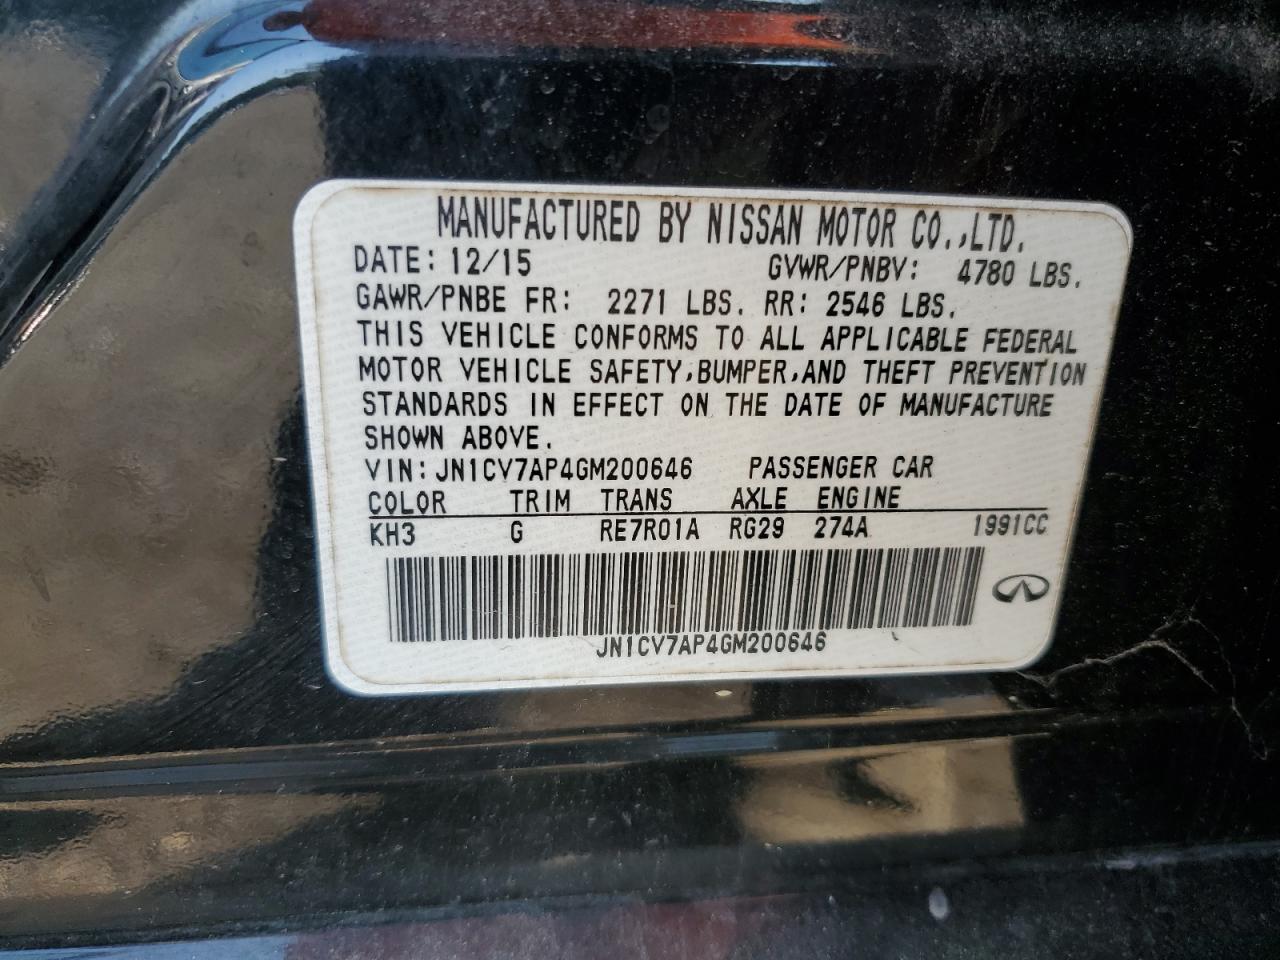 MANUFACTURED BY NISSAN MOTOR CO.,LTD.
DATE: 12/15 GVWR/PNBV: 4780 LBS.
GAWR/PNBE FR: 2271 LBS. RR: 2546 LBS.
THIS VEHICLE CONFORMS TO ALL APPLICABLE FEDERAL
MOTOR VEHICLE SAFETY,BUMPER,AND THEFT PREVENTION
STANDARDS IN EFFECT ON THE DATE OF MANUFACTURE
SHOWN ABOVE.
VIN:JN1CV7AP4GM200646 PASSENGER CAR
COLOR TRIM TRANS AXLE ENGINE
KH3 G RE7R01A RG29 274A 1991CC
JN1CV7AP4GM200646